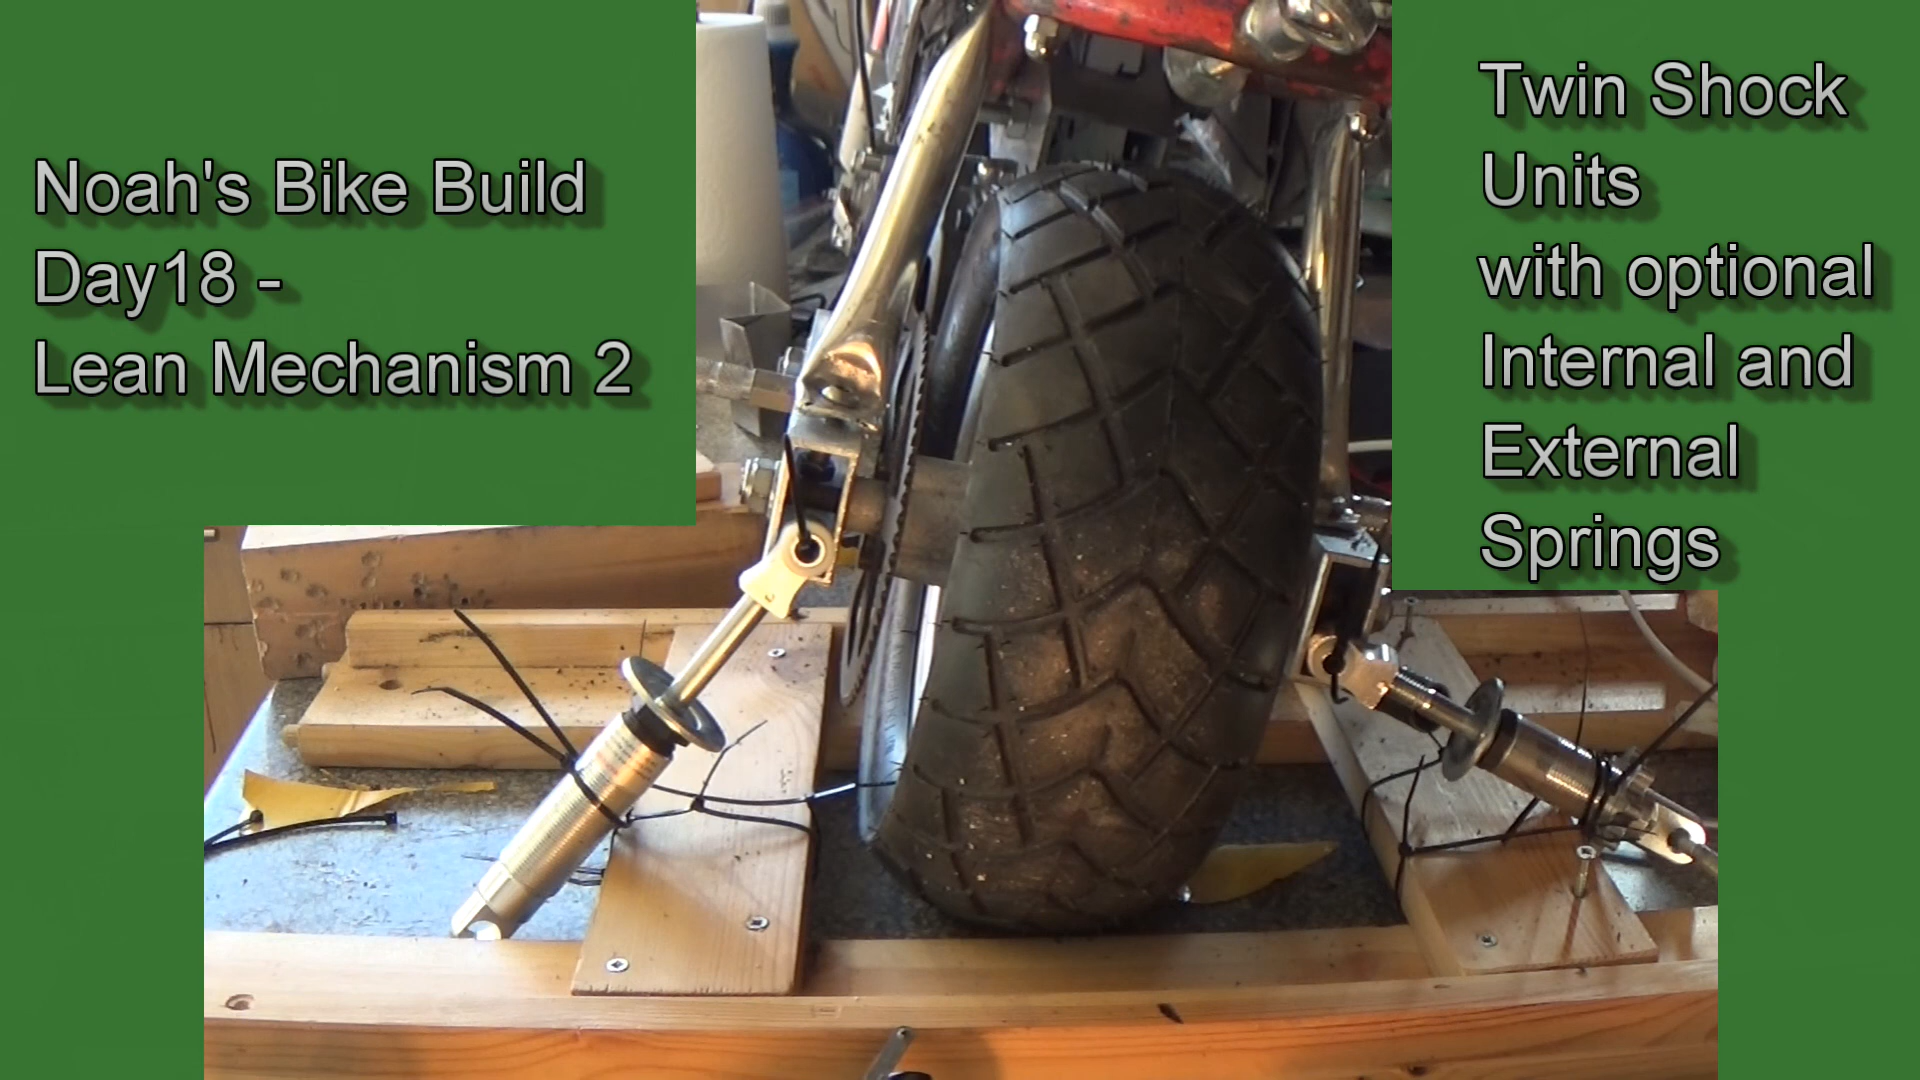 Noah's Bike Build
Day18 -
Lean Mechanism 2
Twin Shock
Units
with optional
Internal and
External
Springs